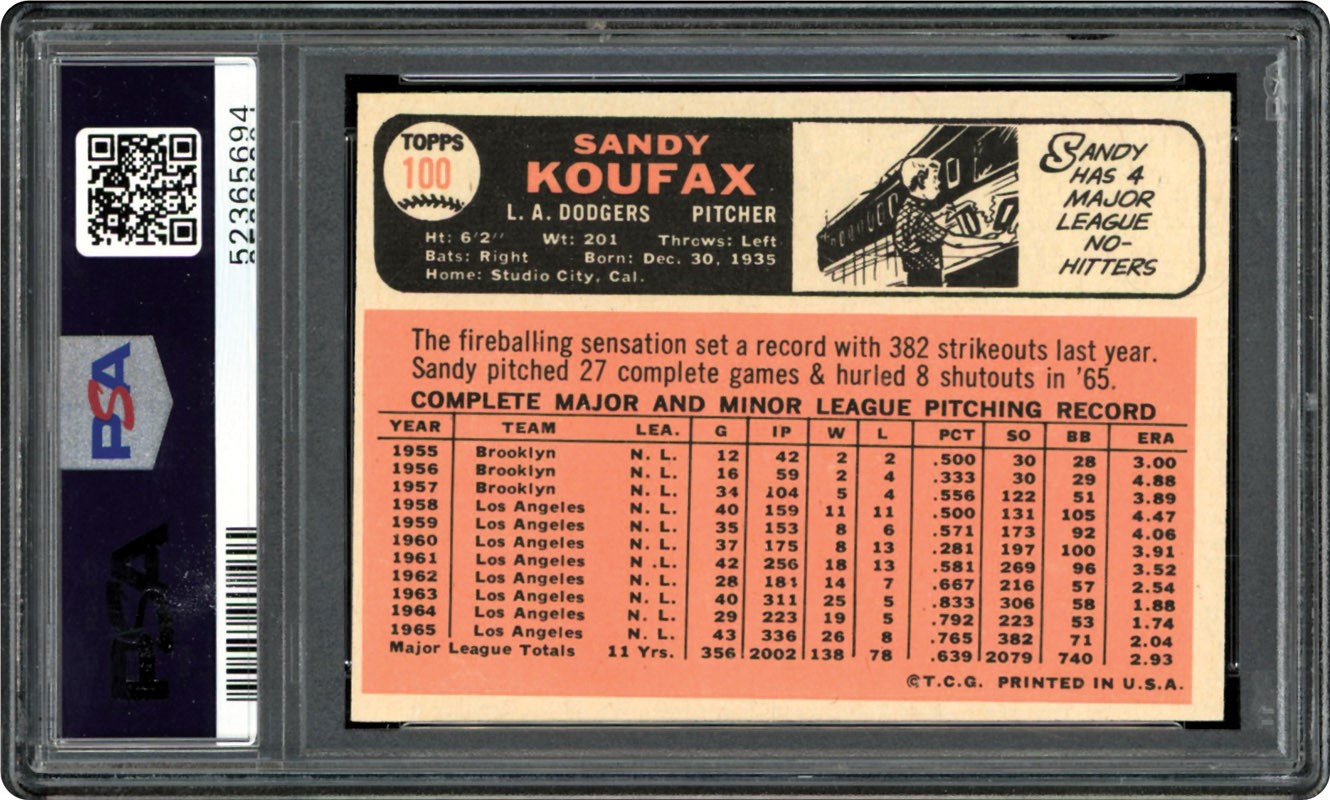 52365694
PSA
PSA
TOPPS
100
SANDY
KOUFAX
L. A. DODGERS PITCHER
Ht: 6'2" Wt: 201 Throws: Left
Bats: Right Born: Dec. 30, 1935
Home: Studio City, Cal.
SANDY
HAS 4
MAJOR
LEAGUE
NO-
HITTERS
The fireballing sensation set a record with 382 strikeouts last year.
Sandy pitched 27 complete games & hurled 8 shutouts in '65.
COMPLETE MAJOR AND MINOR LEAGUE PITCHING RECORD
YEAR TEAM LEA. G IP W L PCT SO BB ERA
1955 Brooklyn N. L. 12 42 2 2 .500 30 28 3.00
1956 Brooklyn N. L. 16 59 2 4 .333 30 29 4.88
1957 Brooklyn N. L. 34 104 5 4 .556 122 51 3.89
1958 Los Angeles N. L. 40 159 11 11 .500 131 105 4.47
1959 Los Angeles N. L. 35 153 8 6 .571 173 92 4.06
1960 Los Angeles N. L. 37 175 8 13 .281 197 100 3.91
1961 Los Angeles N .L. 42 256 18 13 .581 269 96 3.52
1962 Los Angeles N. L. 28 184 14 7 .667 216 57 2.54
1963 Los Angeles N. L. 40 311 25 5 .833 306 58 1.88
1964 Los Angeles N. L. 29 223 19 5 .792 223 53 1.74
1965 Los Angeles N. L. 43 336 26 8 .765 382 71 2.04
Major League Totals 11 Yrs. 356 2002 138 78 .639 2079 740 2.93
©T.C.G. PRINTED IN U.S.A.